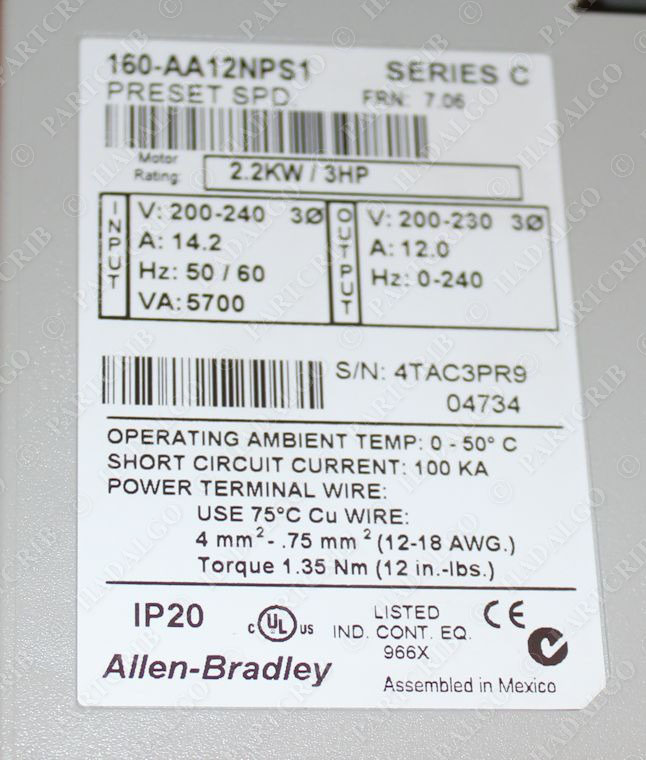 160-AA12NPS1 SERIES C
PRESET SPD. FRN: 7.06
Motor
Rating: 2.2KW / 3HP
INPUT
V: 200-240 3Ø
A: 14.2
Hz: 50 / 60
VA: 5700
OUTPUT
V: 200-230 3Ø
A: 12.0
Hz: 0-240
S/N: 4TAC3PR9
04734
OPERATING AMBIENT TEMP: 0 - 50° C
SHORT CIRCUIT CURRENT: 100 KA
POWER TERMINAL WIRE:
USE 75°C Cu WIRE:
4 mm² - .75 mm² (12-18 AWG.)
Torque 1.35 Nm (12 in.-lbs.)
IP20 c UL us LISTED CE
IND. CONT. EQ.
966X
Allen-Bradley Assembled in Mexico
© PARTCRIB
© HADALGO